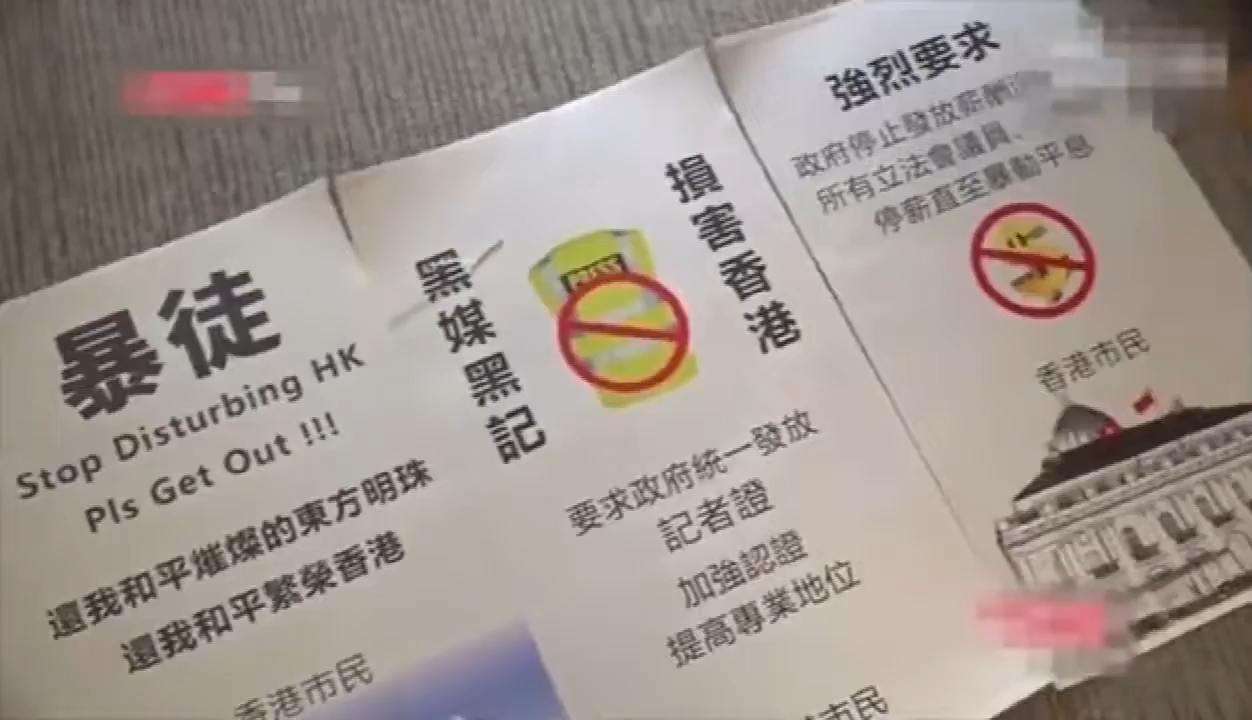 暴徒
Stop Disturbing HK
Pls Get Out !!!
還我和平璀燦的東方明珠
還我和平繁榮香港
香港市民
黑媒黑記
損害香港
要求政府統一發放
記者證
加強認證
提高專業地位
市民
強烈要求
政府停止發放薪酬
所有立法會議員、
停薪直至暴動平息
香港市民